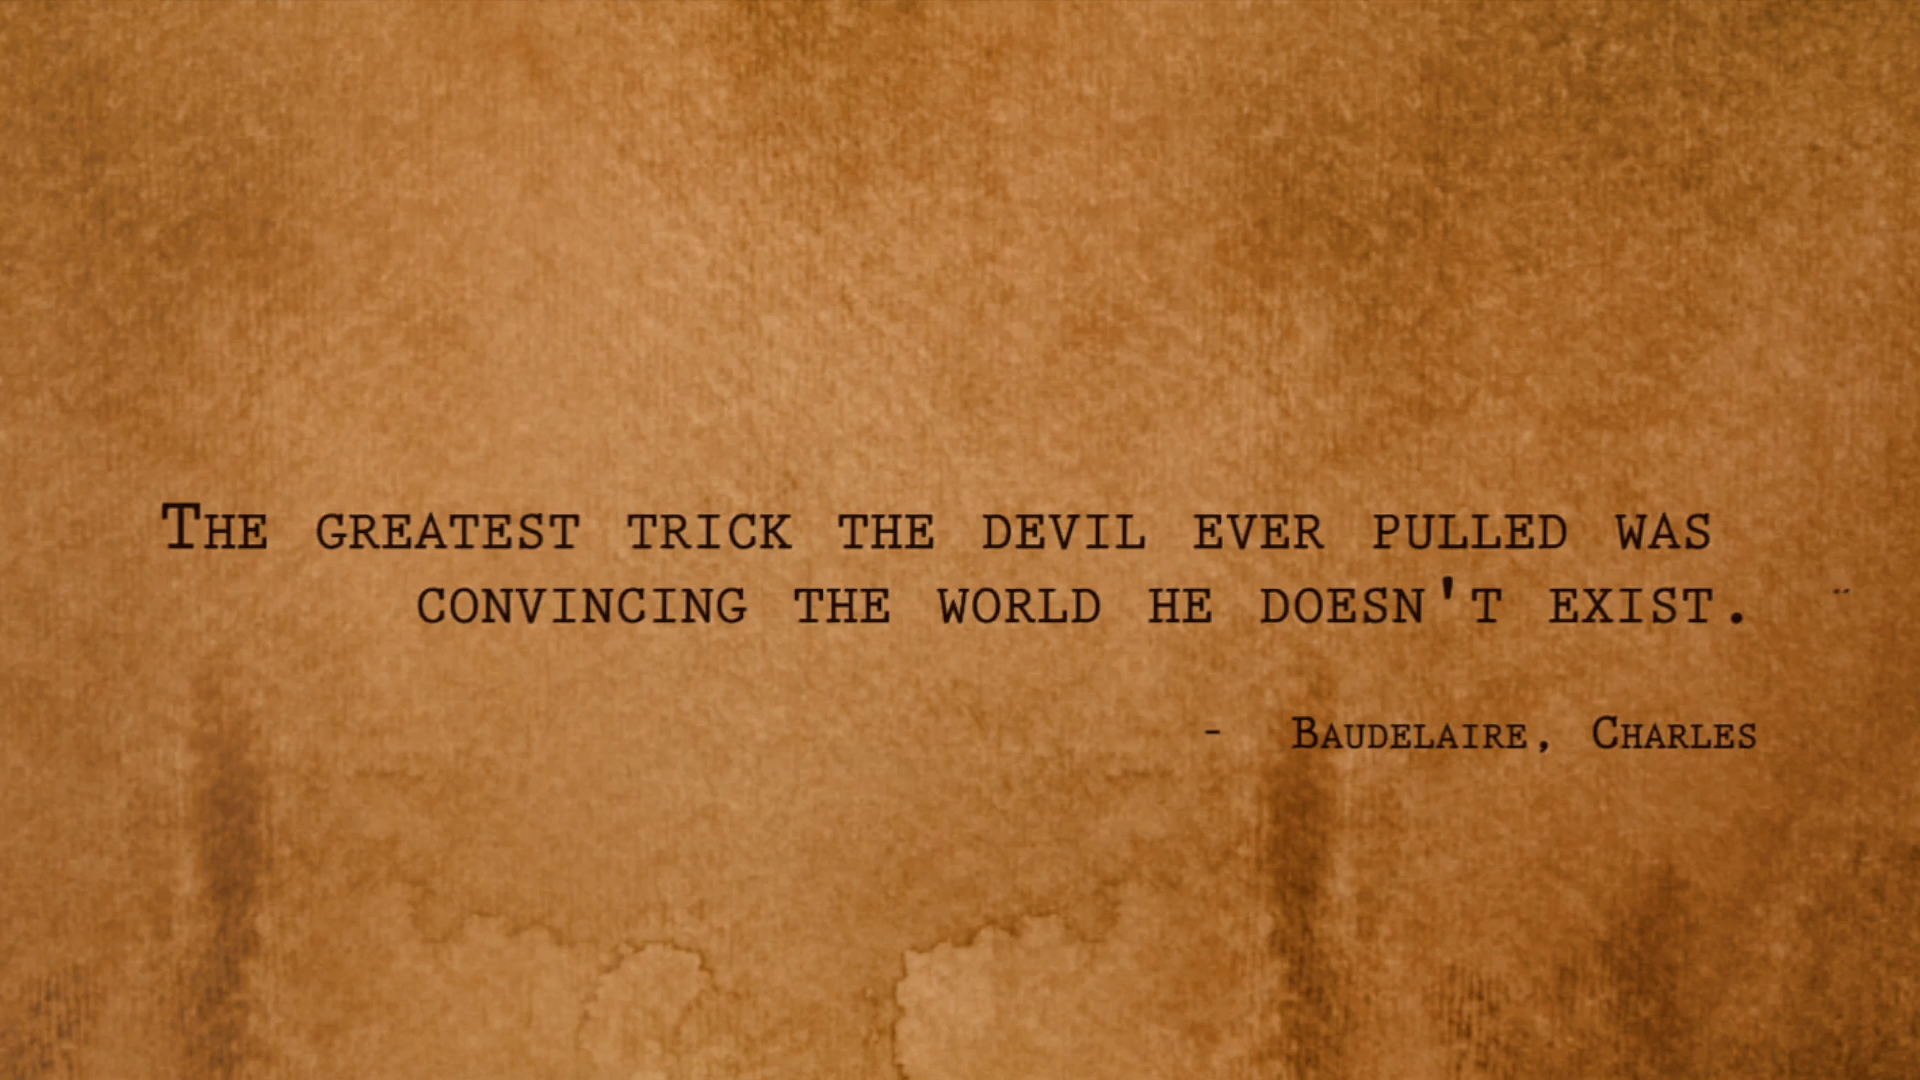 The greatest trick the devil ever pulled was
convincing the world he doesn't exist.
- Baudelaire, Charles